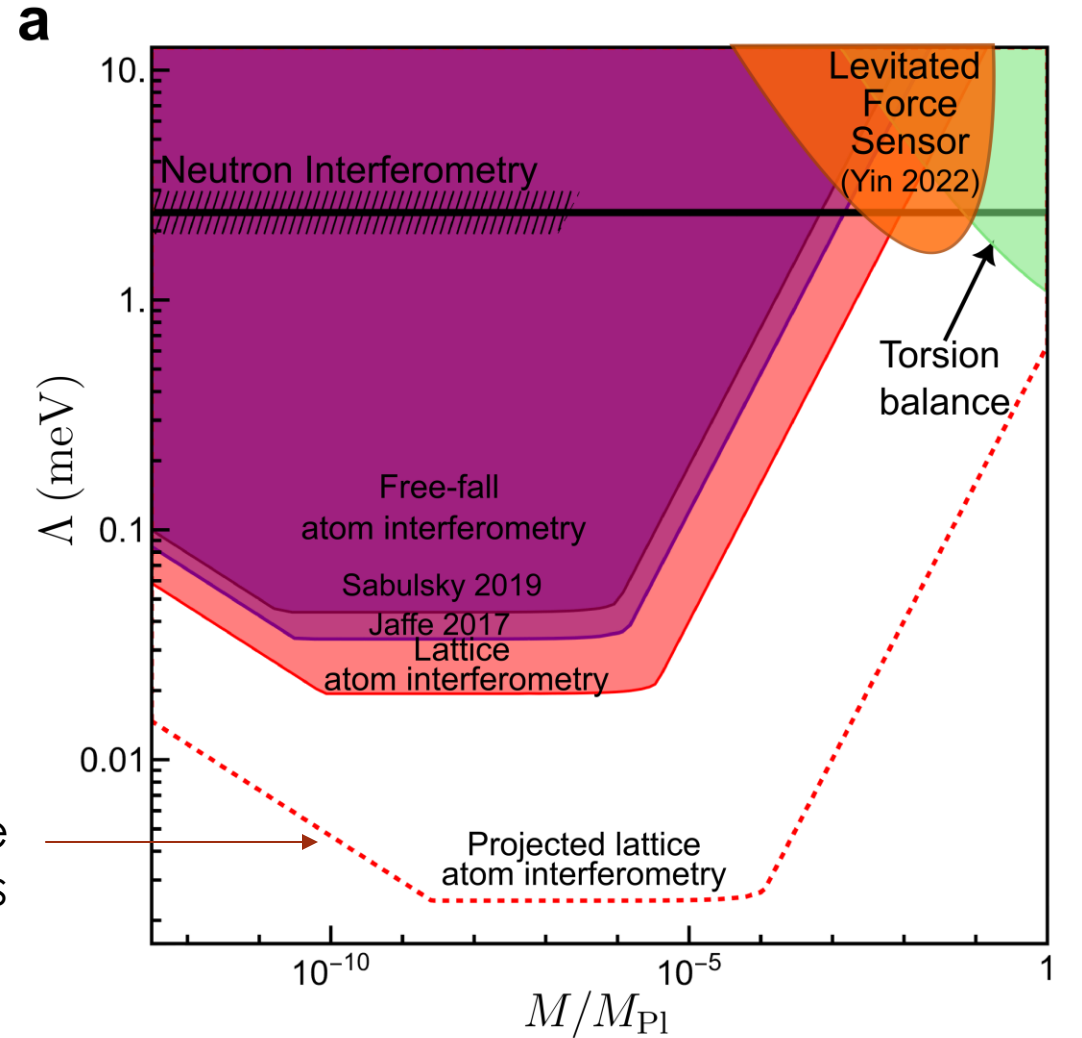 a
10.
1.
0.1
0.01
Λ (meV)
Neutron Interferometry
Levitated
Force
Sensor
(Yin 2022)
Torsion
balance
Free-fall
atom interferometry
Sabulsky 2019
Jaffe 2017
Lattice
atom interferometry
Projected lattice
atom interferometry
e
s
10⁻¹⁰
10⁻⁵
1
M/M_Pl